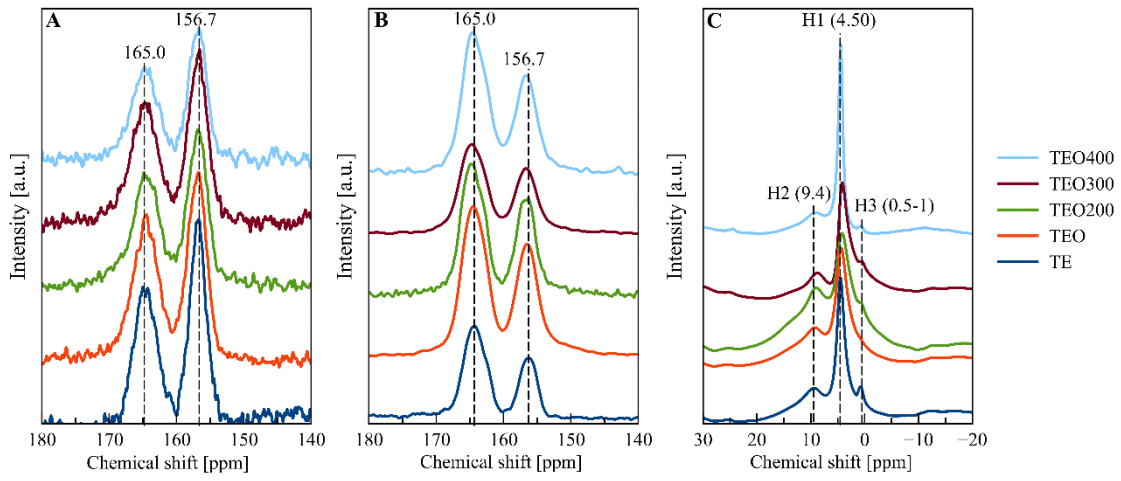 A
156.7
165.0
Intensity [a.u.]
180 170 160 150 140
Chemical shift [ppm]
B
165.0
156.7
Intensity [a.u.]
180 170 160 150 140
Chemical shift [ppm]
C
H1 (4.50)
H2 (9.4)
H3 (0.5-1)
Intensity [a.u.]
30 20 10 0 −10 −20
Chemical shift [ppm]
TEO400
TEO300
TEO200
TEO
TE